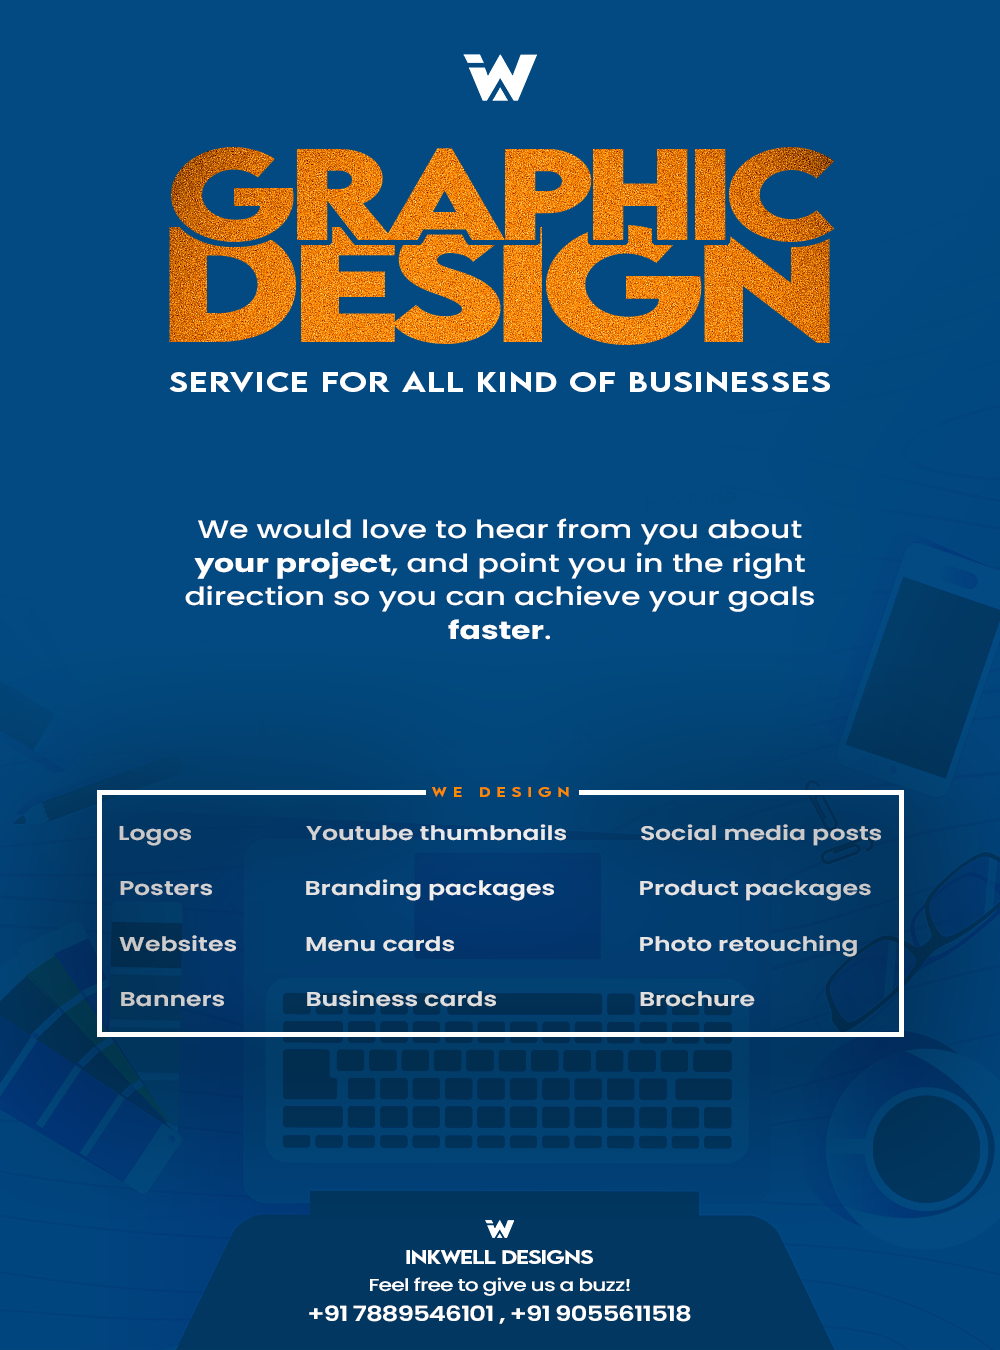 GRAPHIC
DESIGN
SERVICE FOR ALL KIND OF BUSINESSES
We would love to hear from you about
your project, and point you in the right
direction so you can achieve your goals
faster.
WE DESIGN
Logos Youtube thumbnails Social media posts
Posters Branding packages Product packages
Websites Menu cards Photo retouching
Banners Business cards Brochure
INKWELL DESIGNS
Feel free to give us a buzz!
+91 7889546101 , +91 9055611518